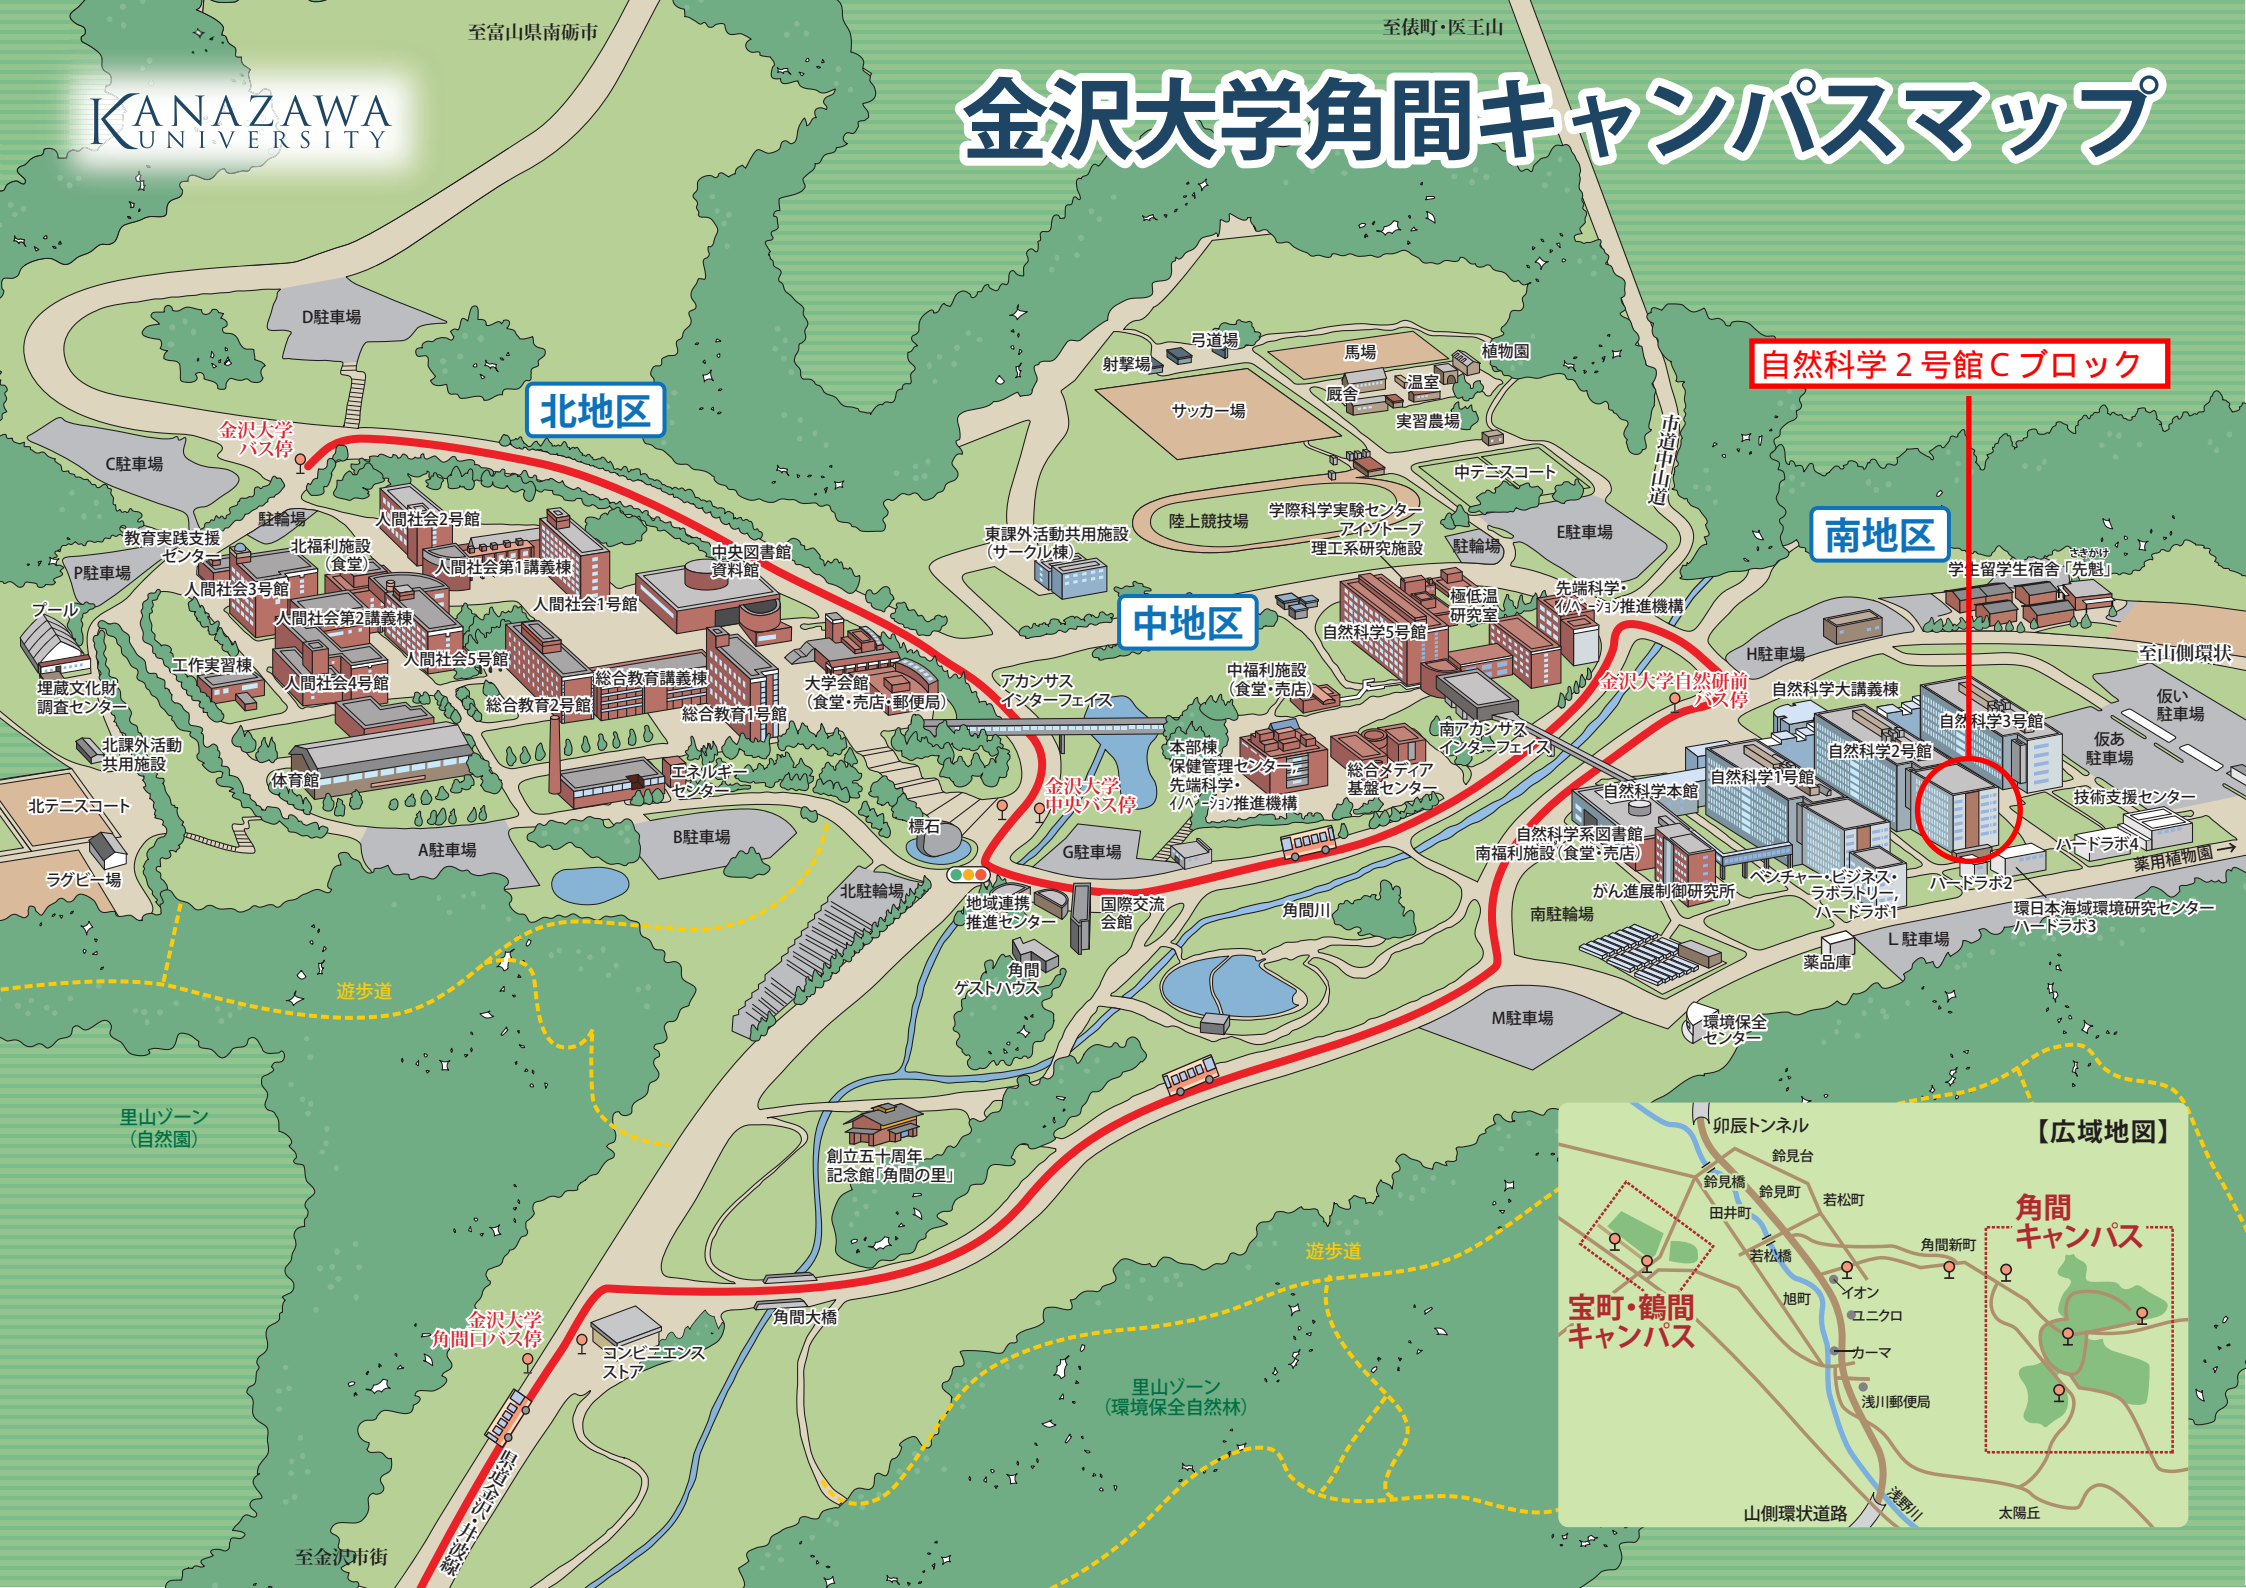 至富山県南砺市
至俵町・医王山
KANAZAWA
UNIVERSITY
金沢大学角間キャンパスマップ
自然科学２号館Ｃブロック
北地区
中地区
南地区
D駐車場
C駐車場
金沢大学
バス停
駐輪場
P駐車場
プール
教育実践支援
センター
北福利施設
（食堂）
人間社会2号館
人間社会第1講義棟
人間社会3号館
人間社会第2講義棟
人間社会1号館
人間社会5号館
人間社会4号館
工作実習棟
埋蔵文化財
調査センター
北課外活動
共用施設
体育館
北テニスコート
ラグビー場
A駐車場
B駐車場
中央図書館
資料館
総合教育2号館
総合教育講義棟
総合教育1号館
大学会館
（食堂・売店・郵便局）
エネルギー
センター
標石
北駐輪場
アカンサス
インターフェイス
金沢大学
中央バス停
射撃場
弓道場
馬場
植物園
厩舎
温室
実習農場
サッカー場
中テニスコート
陸上競技場
学際科学実験センター
アイソトープ
理工系研究施設
駐輪場
E駐車場
市道中山道
東課外活動共用施設
（サークル棟）
自然科学5号館
極低温
研究室
先端科学・
イノベーション推進機構
中福利施設
（食堂・売店）
本部棟,
保健管理センター,
先端科学・
イノベーション推進機構
総合メディア
基盤センター
南アカンサス
インターフェイス
金沢大学自然研前
バス停
G駐車場
地域連携
推進センター
国際交流
会館
角間
ゲストハウス
角間川
さきがけ
学生留学生宿舎「先魁」
H駐車場
至山側環状
自然科学大講義棟
自然科学3号館
自然科学2号館
自然科学1号館
自然科学本館
仮い
駐車場
仮あ
駐車場
技術支援センター
自然科学系図書館
南福利施設（食堂・売店）
がん進展制御研究所
ベンチャー・ビジネス・
ラボラトリー,
ハードラボ1
ハードラボ2
ハードラボ4
薬用植物園→
環日本海域環境研究センター
ハードラボ3
南駐輪場
L駐車場
薬品庫
M駐車場
環境保全
センター
遊歩道
里山ゾーン
（自然園）
創立五十周年
記念館「角間の里」
角間大橋
金沢大学
角間口バス停
コンビニエンス
ストア
県道金沢・井波線
至金沢市街
遊歩道
里山ゾーン
（環境保全自然林）
【広域地図】
卯辰トンネル
鈴見台
鈴見橋
鈴見町
若松町
田井町
若松橋
角間新町
角間
キャンパス
宝町・鶴間
キャンパス
旭町
イオン
ユニクロ
カーマ
浅川郵便局
山側環状道路
浅野川
太陽丘